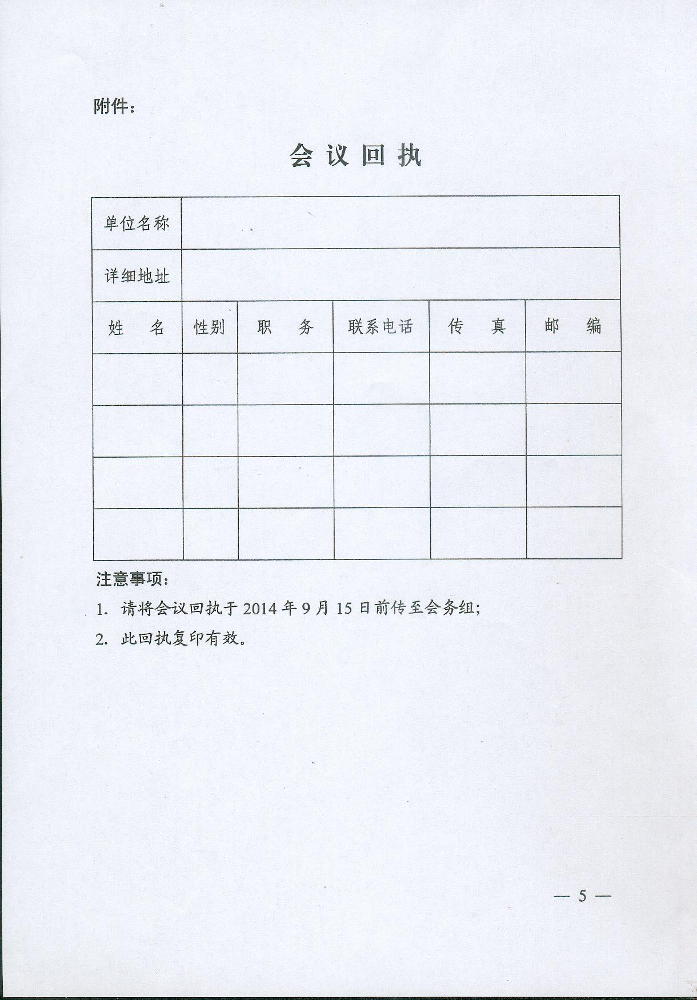 附件：
会议回执
单位名称
详细地址
姓 名 性别 职 务 联系电话 传 真 邮 编
注意事项：
1. 请将会议回执于 2014 年 9 月 15 日前传至会务组;
2. 此回执复印有效。
— 5 —